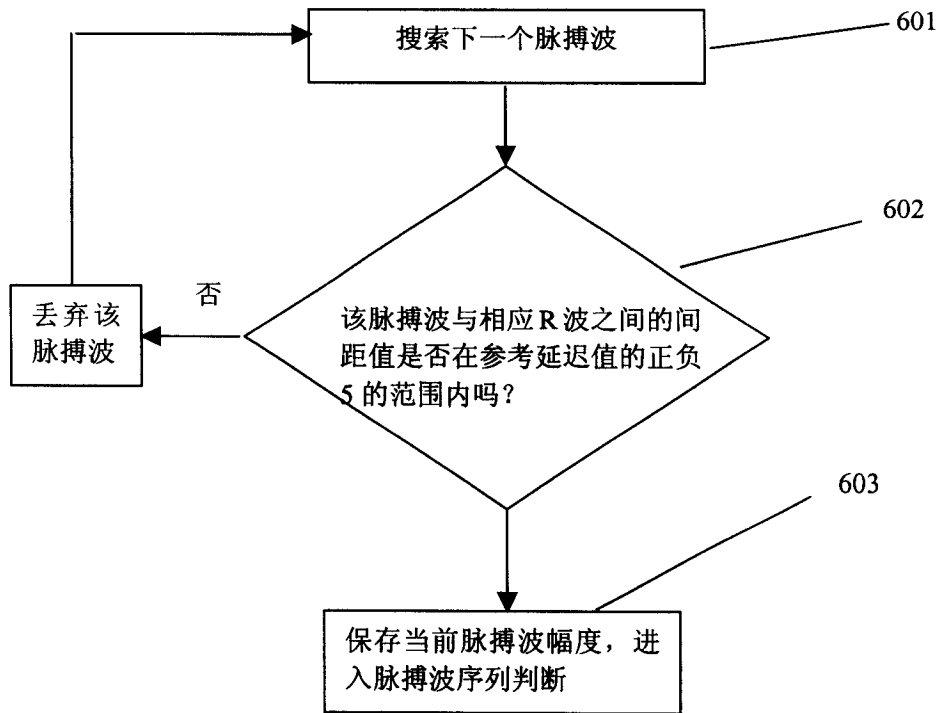 搜索下一个脉搏波
601
602
否
丢弃该
脉搏波
该脉搏波与相应R波之间的间
距值是否在参考延迟值的正负
5的范围内吗？
603
保存当前脉搏波幅度，进
入脉搏波序列判断